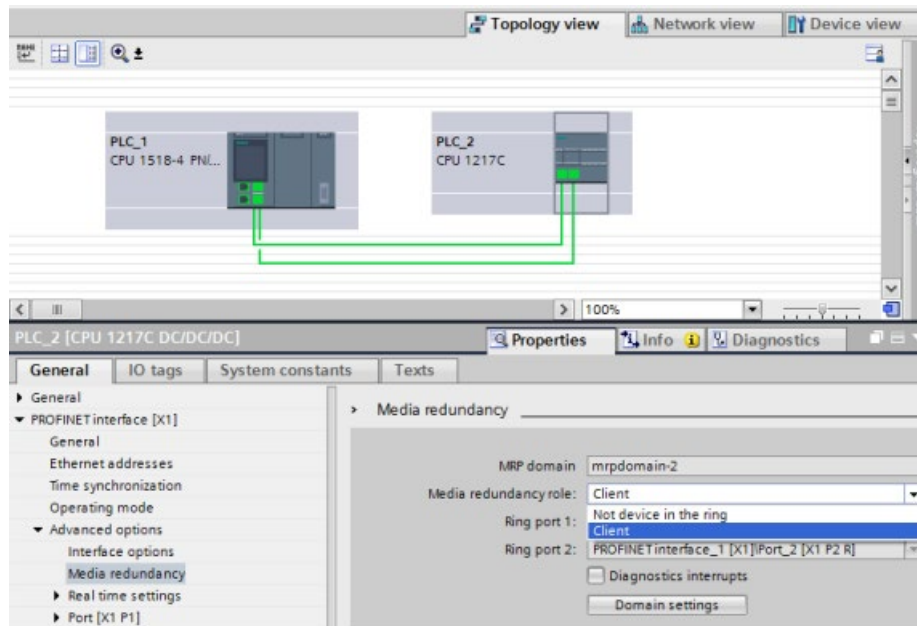 Topology view
Network view
Device view
PLC_1
CPU 1518-4 PN/...
PLC_2
CPU 1217C
100%
PLC_2 [CPU 1217C DC/DC/DC]
Properties
Info
Diagnostics
General
IO tags
System constants
Texts
General
PROFINET interface [X1]
General
Ethernet addresses
Time synchronization
Operating mode
Advanced options
Interface options
Media redundancy
Real time settings
Port [X1 P1]
Media redundancy
MRP domain mrpdomain-2
Media redundancy role: Client
Not device in the ring
Ring port 1: Client
Ring port 2: PROFINET interface_1 [X1]\Port_2 [X1 P2 R]
Diagnostics interrupts
Domain settings